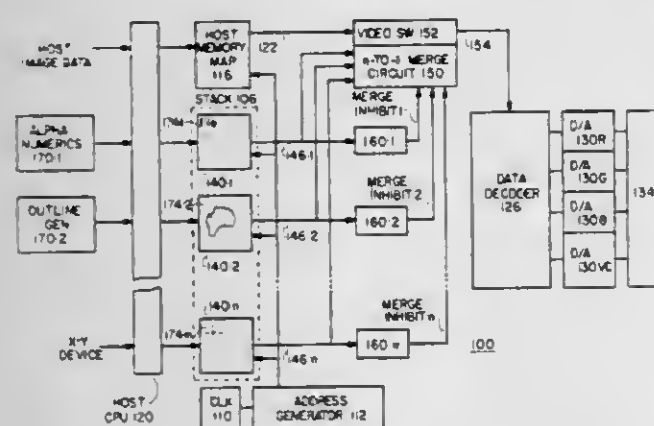 HOST
IMAGE DATA
ALPHA
NUMERICS
170·1
OUTLINE
GEN
170·2
X-Y
DEVICE
HOST
CPU 120
HOST
MEMORY
MAP
116
122
STACK 106
140·1
174·2
140·2
174·n
140·n
146·1
146·2
146·n
CLK
110
ADDRESS
GENERATOR 112
VIDEO SW 152
n-TO-1 MERGE
CIRCUIT 150
154
MERGE
INHIBIT 1
160·1
MERGE
INHIBIT 2
160·2
MERGE
INHIBIT n
160·n
DATA
DECODER
126
D/A
130R
D/A
130G
D/A
130B
D/A
130VC
134
100